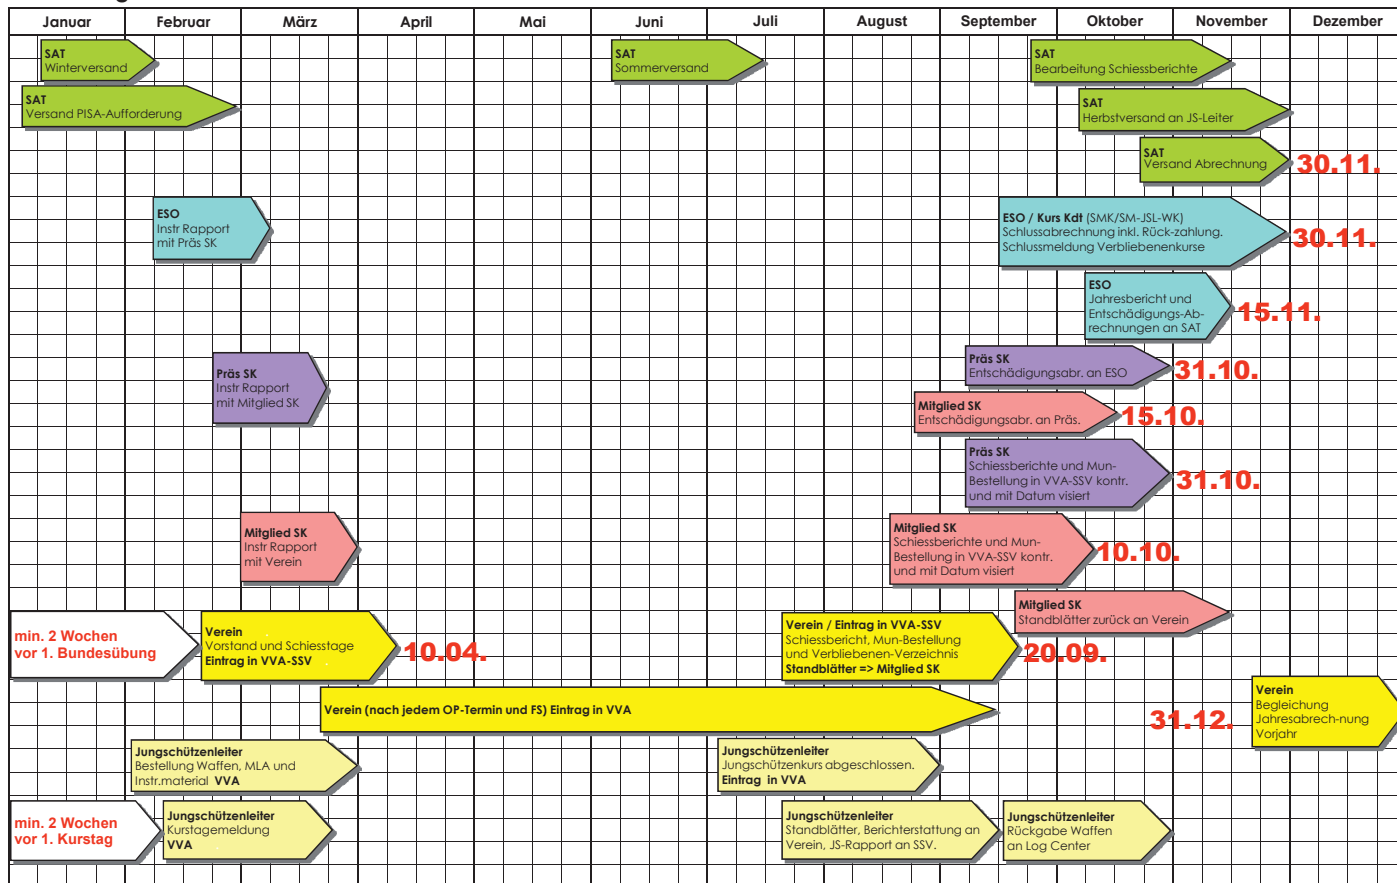 Januar Februar März April Mai Juni Juli August September Oktober November Dezember
SAT
Winterversand
SAT
Sommerversand
SAT
Bearbeitung Schiessberichte
SAT
Versand PISA-Aufforderung
SAT
Herbstversand an JS-Leiter
SAT
Versand Abrechnung
30.11.
ESO
Instr Rapport
mit Präs SK
ESO / Kurs Kdt (SMK/SM-JSL-WK)
Schlussabrechnung inkl. Rück-zahlung.
Schlussmeldung Verbliebenenkurse
30.11.
ESO
Jahresbericht und
Entschädigungs-Ab-
rechnungen an SAT
15.11.
Präs SK
Instr Rapport
mit Mitglied SK
Präs SK
Entschädigungsabr. an ESO
31.10.
Mitglied SK
Entschädigungsabr. an Präs.
15.10.
Präs SK
Schiessberichte und Mun-
Bestellung in VVA-SSV kontr.
und mit Datum visiert
31.10.
Mitglied SK
Instr Rapport
mit Verein
Mitglied SK
Schiessberichte und Mun-
Bestellung in VVA-SSV kontr.
und mit Datum visiert
10.10.
Mitglied SK
Standblätter zurück an Verein
min. 2 Wochen
vor 1. Bundesübung
Verein
Vorstand und Schiesstage
Eintrag in VVA-SSV
10.04.
Verein / Eintrag in VVA-SSV
Schiessbericht, Mun-Bestellung
und Verbliebenen-Verzeichnis
Standblätter => Mitglied SK
20.09.
Verein (nach jedem OP-Termin und FS) Eintrag in VVA
31.12.
Verein
Begleichung
Jahresabrech-nung
Vorjahr
Jungschützenleiter
Bestellung Waffen, MLA und
Instr.material VVA
Jungschützenleiter
Jungschützenkurs abgeschlossen.
Eintrag in VVA
min. 2 Wochen
vor 1. Kurstag
Jungschützenleiter
Kurstagemeldung
VVA
Jungschützenleiter
Standblätter, Berichterstattung an
Verein, JS-Rapport an SSV.
Jungschützenleiter
Rückgabe Waffen
an Log Center